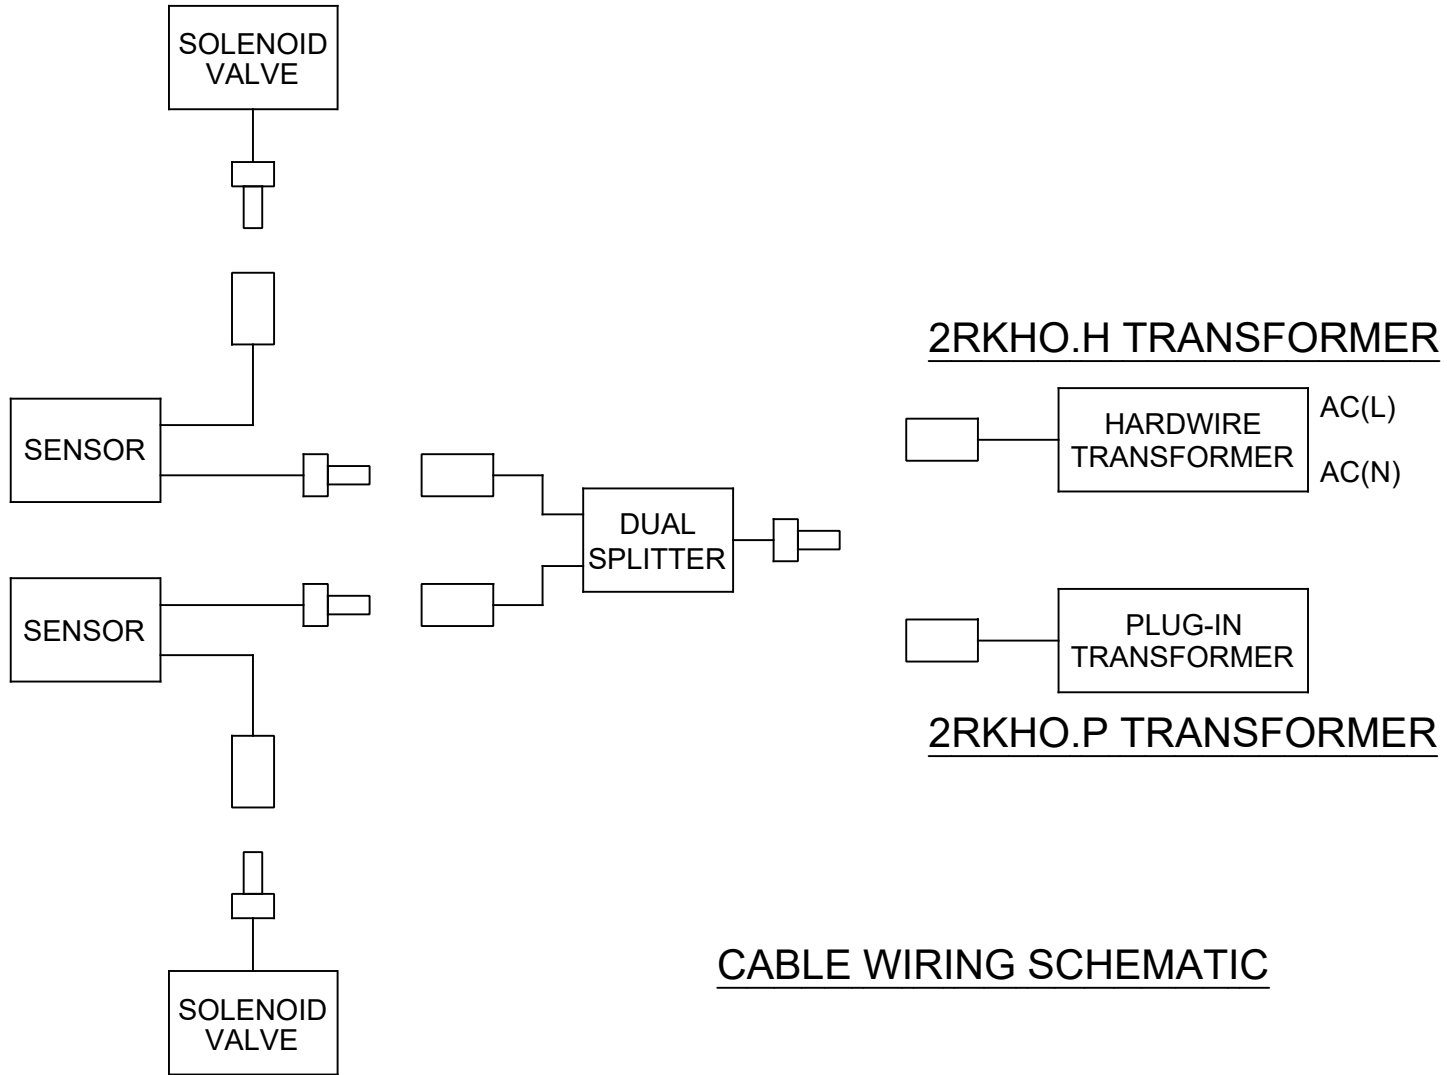 SOLENOID
VALVE
2RKHO.H TRANSFORMER
SENSOR
HARDWIRE
TRANSFORMER
AC(L)
AC(N)
DUAL
SPLITTER
SENSOR
PLUG-IN
TRANSFORMER
2RKHO.P TRANSFORMER
CABLE WIRING SCHEMATIC
SOLENOID
VALVE